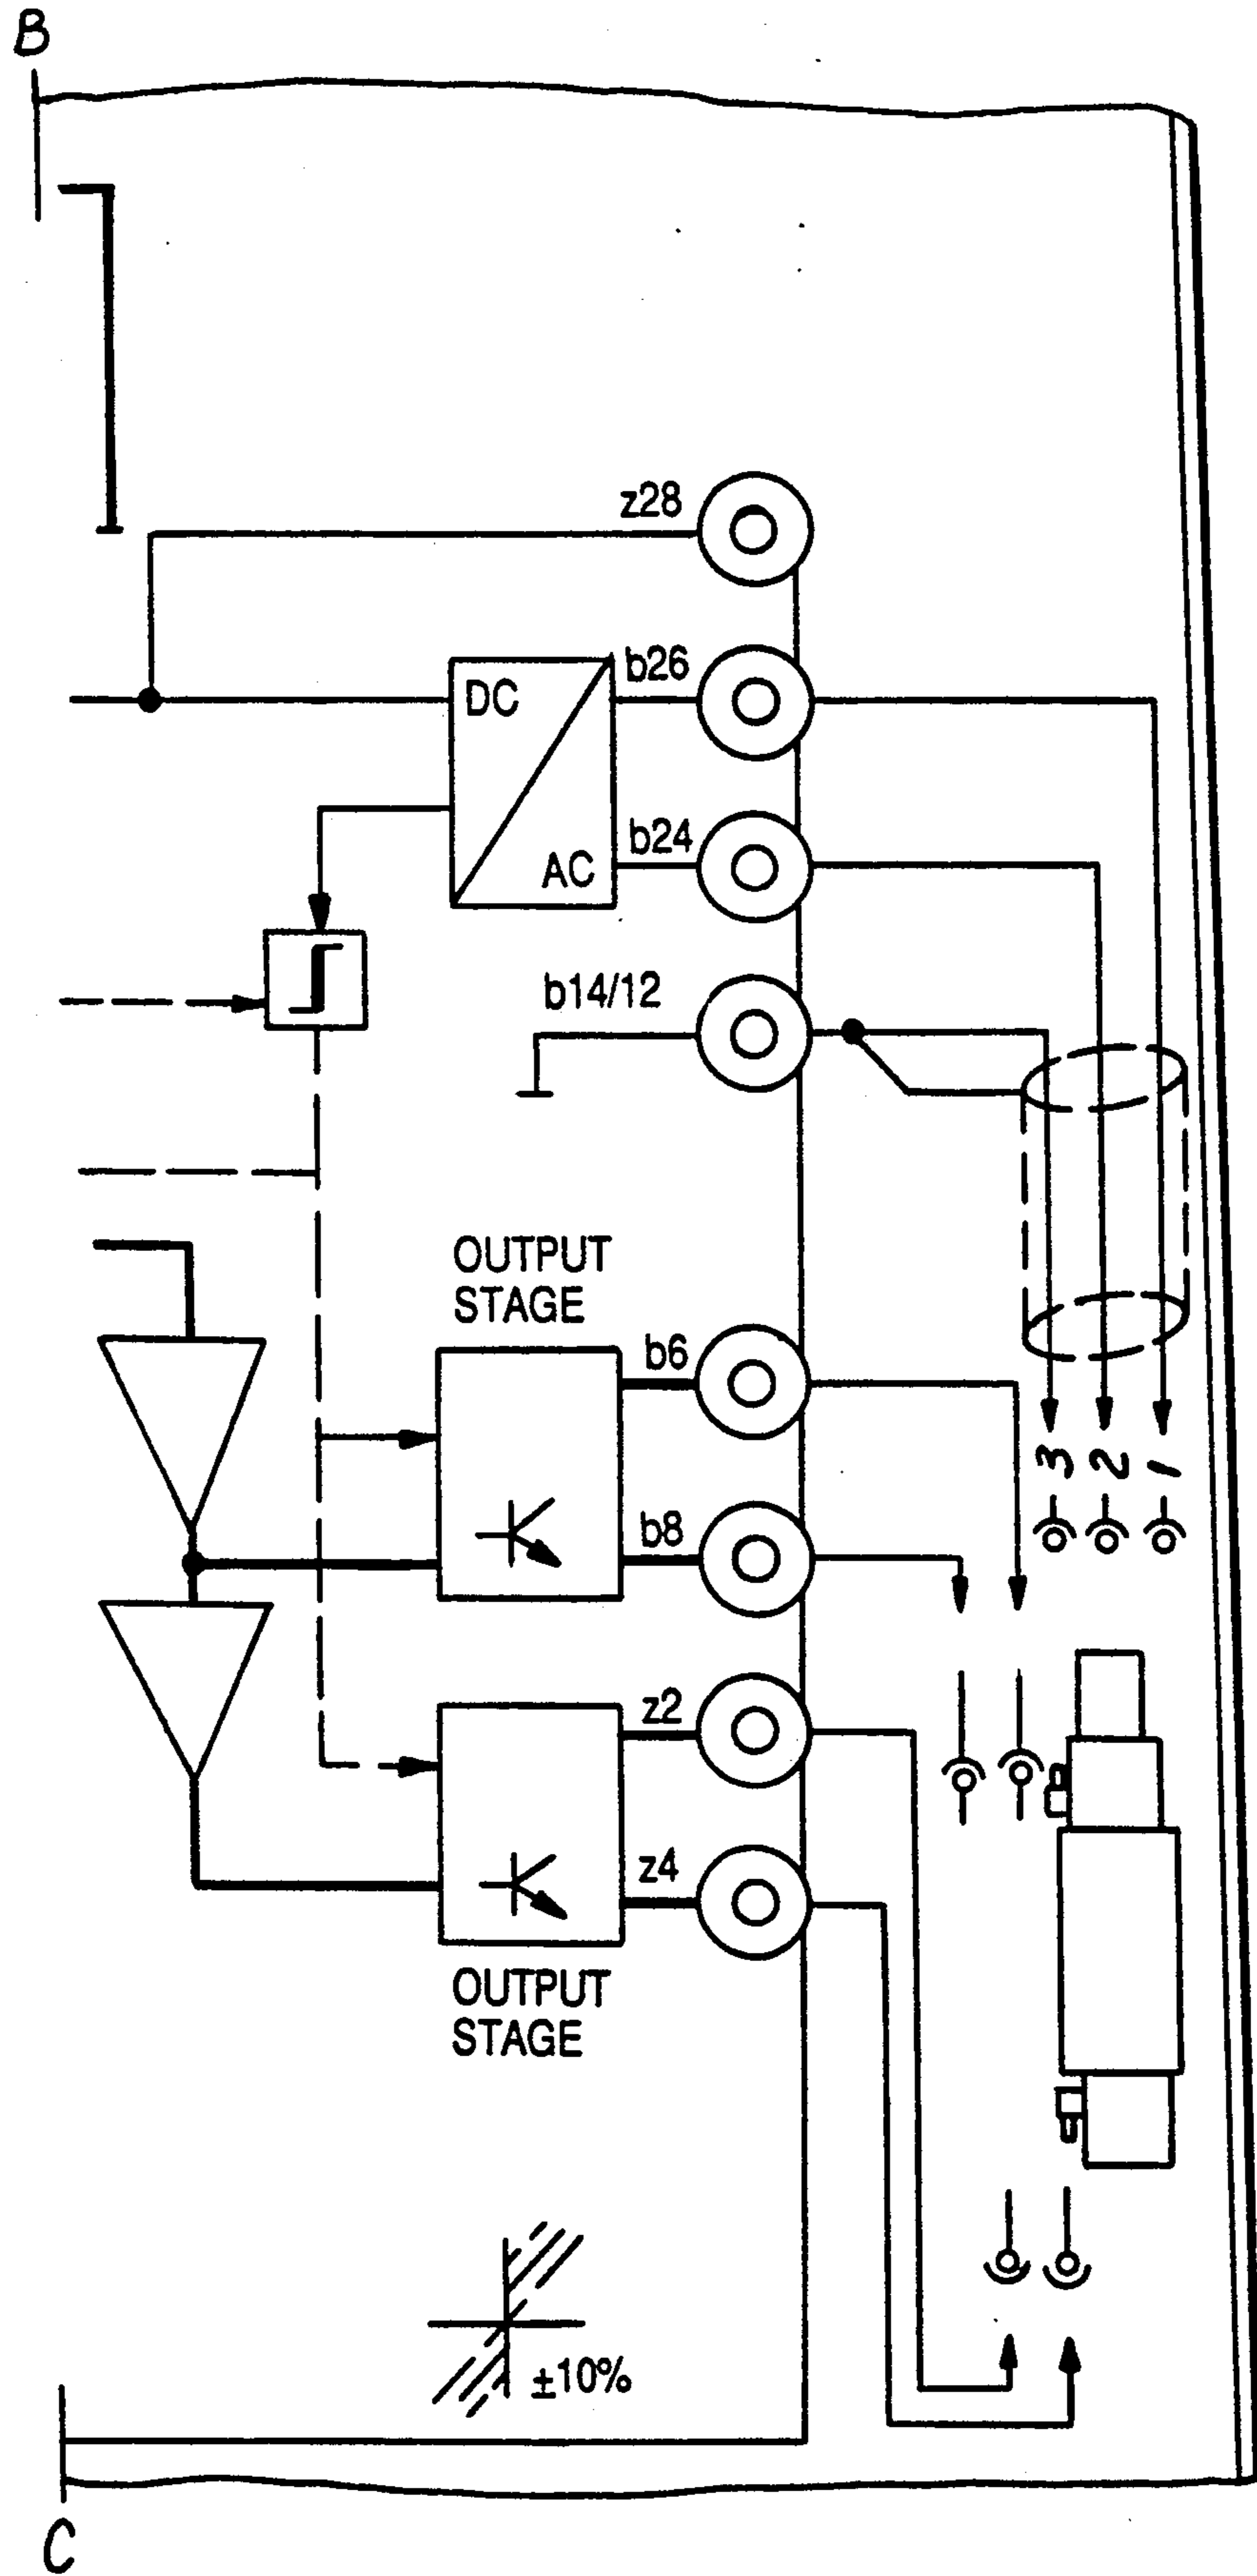 B
z28
DC
b26
AC
b24
b14/12
OUTPUT
STAGE
b6
3 2 1
b8
z2
z4
OUTPUT
STAGE
±10%
C